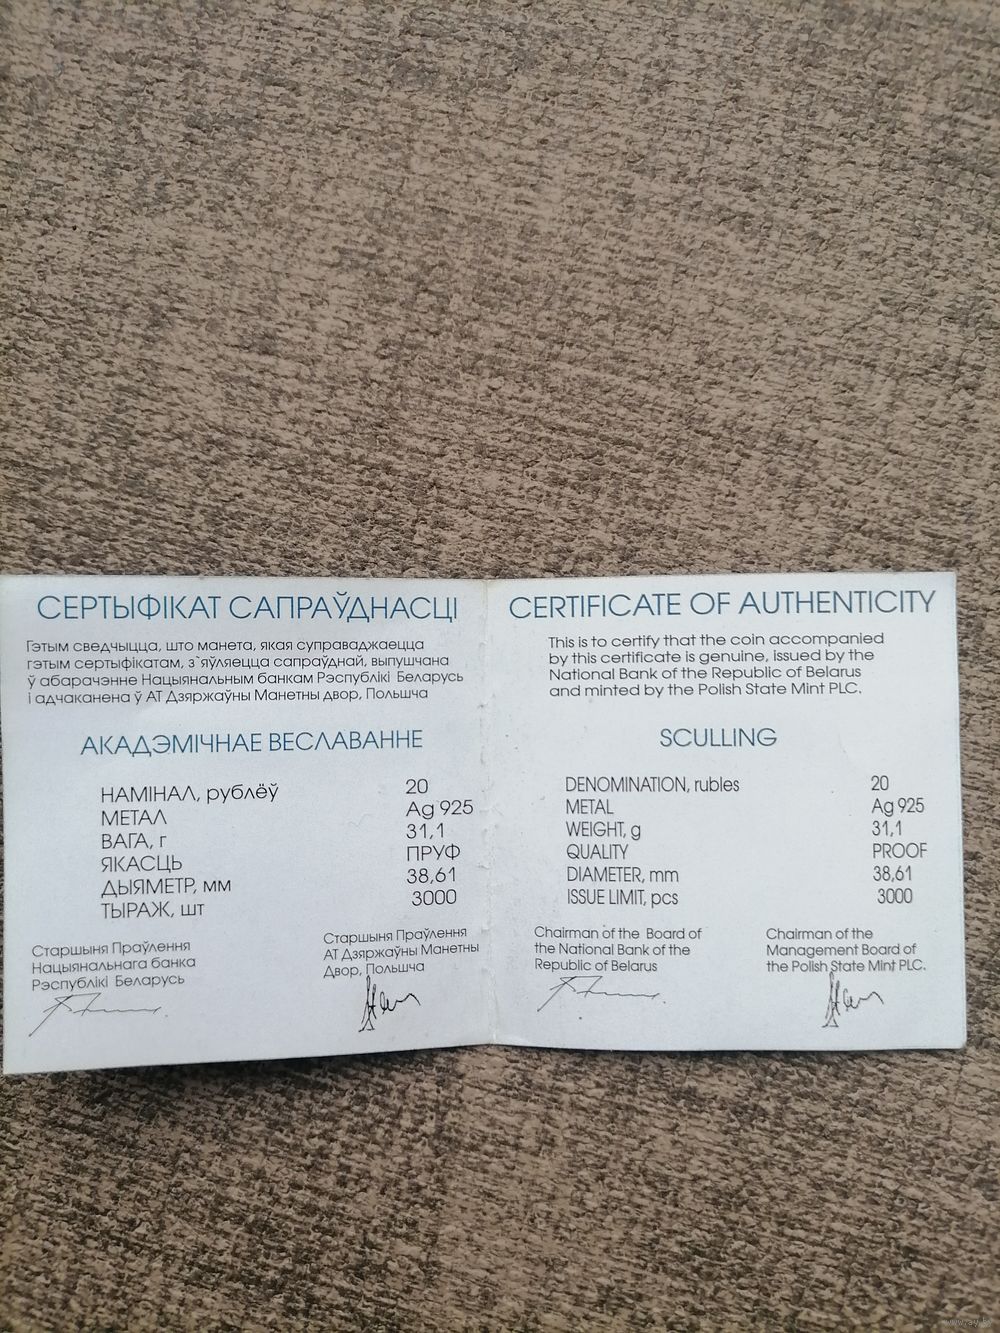 СЕРТЫФІКАТ САПРАЎДНАСЦІ
Гэтым сведчыцца, што манета, якая суправаджаецца
гэтым сертыфікатам, з`яўляецца сапраўднай, выпушчана
ў абарачэнне Нацыянальным банкам Рэспублікі Беларусь
і адчаканена ў АТ Дзяржаўны Манетны двор, Польшча
АКАДЭМІЧНАЕ ВЕСЛАВАННЕ
НАМІНАЛ, рублёў 20
МЕТАЛ Ag 925
ВАГА, г 31,1
ЯКАСЦЬ ПРУФ
ДЫЯМЕТР, мм 38,61
ТЫРАЖ, шт 3000
Старшыня Праўлення
Нацыянальнага банка
Рэспублікі Беларусь
Старшыня Праўлення
АТ Дзяржаўны Манетны
Двор, Польшча
CERTIFICATE OF AUTHENTICITY
This is to certify that the coin accompanied
by this certificate is genuine, issued by the
National Bank of the Republic of Belarus
and minted by the Polish State Mint PLC.
SCULLING
DENOMINATION, rubles 20
METAL Ag 925
WEIGHT, g 31,1
QUALITY PROOF
DIAMETER, mm 38,61
ISSUE LIMIT, pcs 3000
Chairman of the Board of
the National Bank of the
Republic of Belarus
Chairman of the
Management Board of
the Polish State Mint PLC.